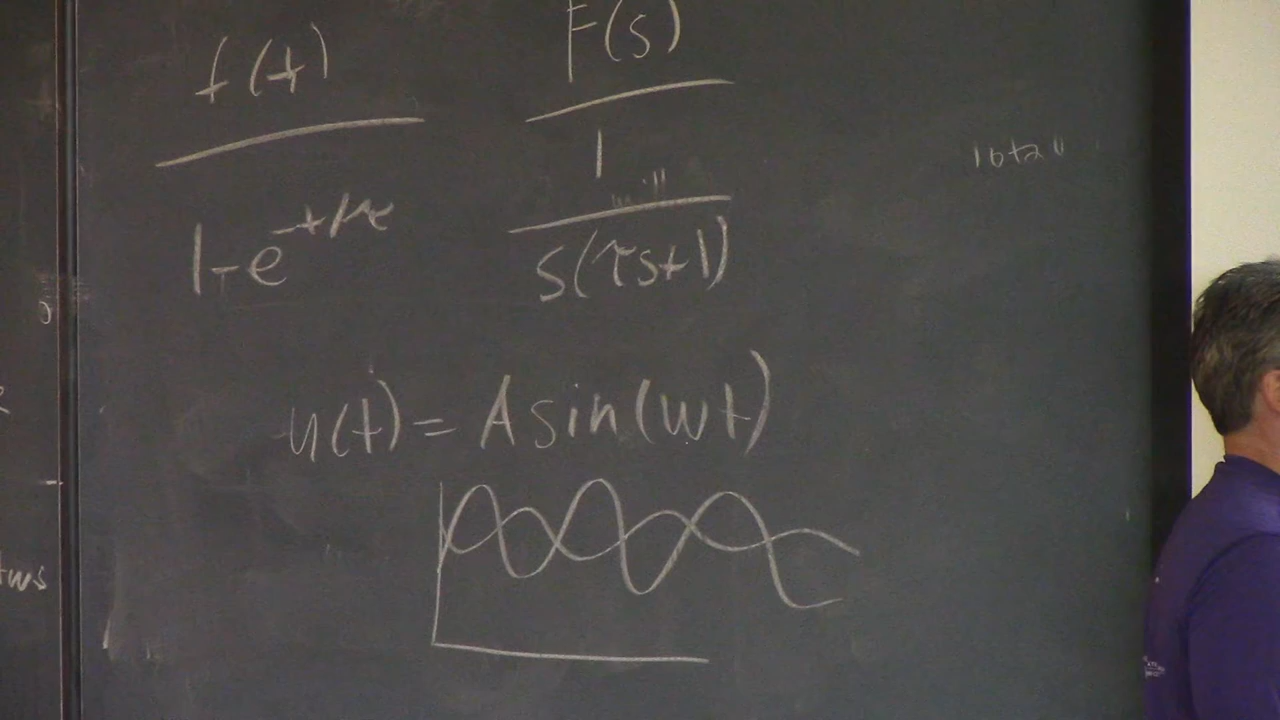 f(t) F(s)
1-e^{-t/τ} 1/s(τs+1)
u(t) = A sin(wt)